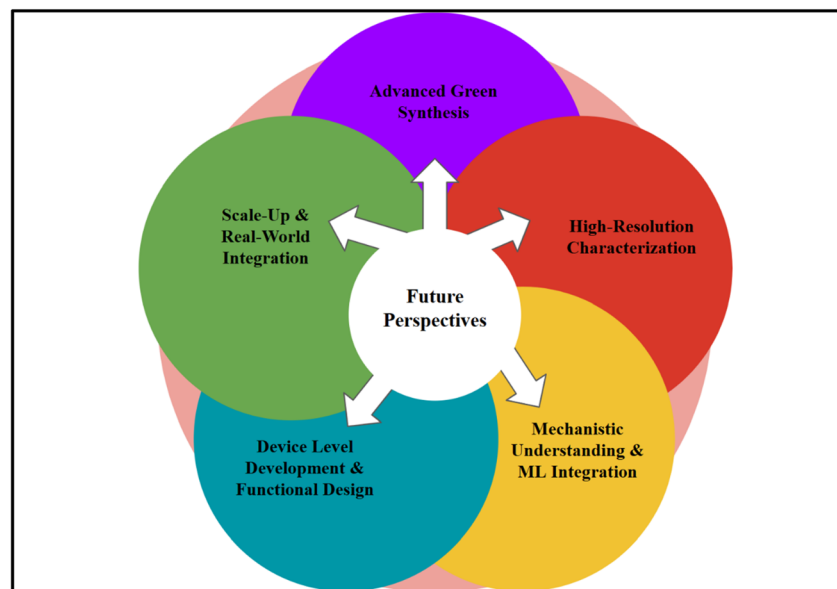 Advanced Green
Synthesis
Scale-Up &
Real-World
Integration
High-Resolution
Characterization
Future
Perspectives
Device Level
Development &
Functional Design
Mechanistic
Understanding &
ML Integration